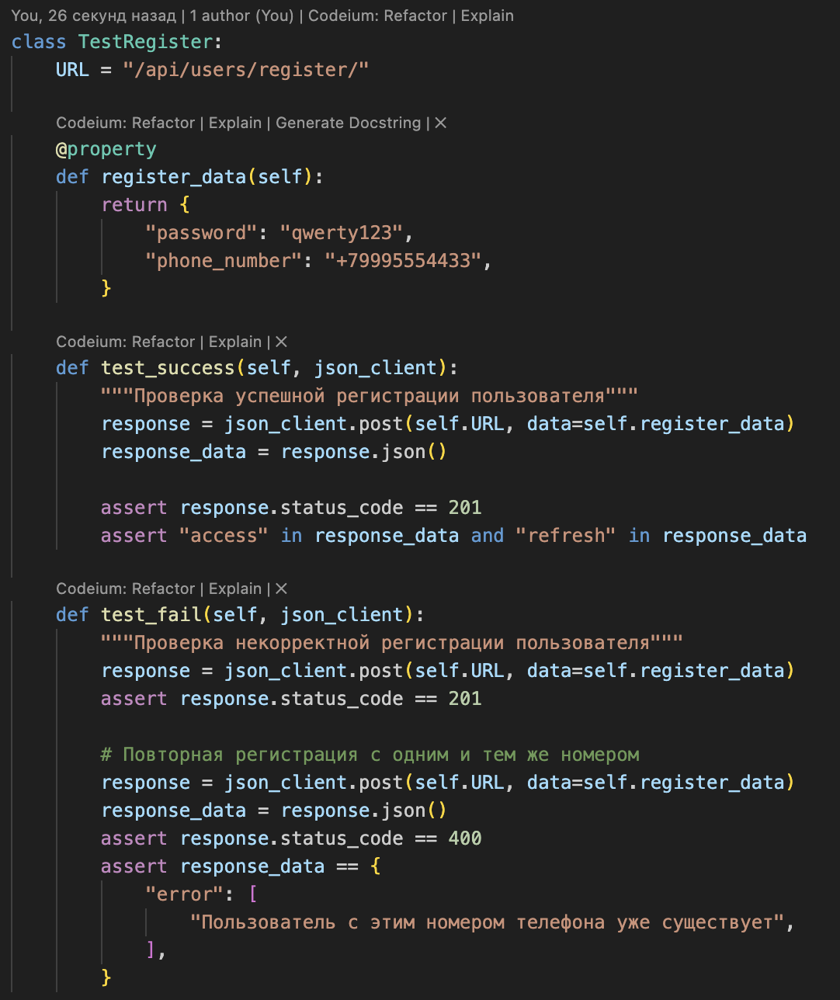 You, 26 секунд назад | 1 author (You) | Codeium: Refactor | Explain
class TestRegister:
    URL = "/api/users/register/"

    Codeium: Refactor | Explain | Generate Docstring | ×
    @property
    def register_data(self):
        return {
            "password": "qwerty123",
            "phone_number": "+79995554433",
        }

    Codeium: Refactor | Explain | ×
    def test_success(self, json_client):
        """Проверка успешной регистрации пользователя"""
        response = json_client.post(self.URL, data=self.register_data)
        response_data = response.json()

        assert response.status_code == 201
        assert "access" in response_data and "refresh" in response_data

    Codeium: Refactor | Explain | ×
    def test_fail(self, json_client):
        """Проверка некорректной регистрации пользователя"""
        response = json_client.post(self.URL, data=self.register_data)
        assert response.status_code == 201

        # Повторная регистрация с одним и тем же номером
        response = json_client.post(self.URL, data=self.register_data)
        response_data = response.json()
        assert response.status_code == 400
        assert response_data == {
            "error": [
                "Пользователь с этим номером телефона уже существует",
            ],
        }